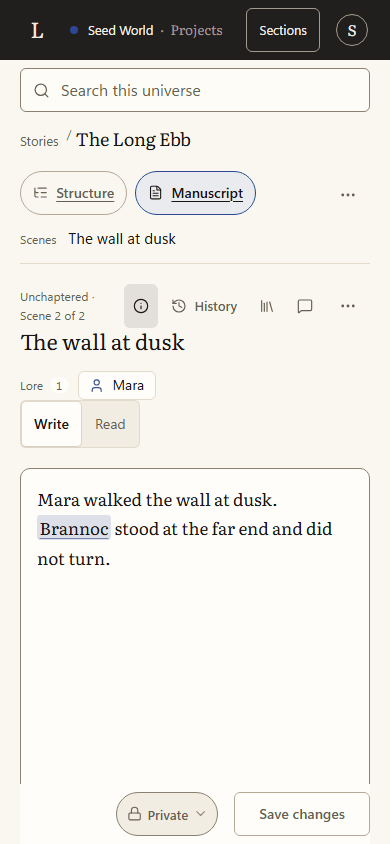 L Seed World · Projects Sections S
Search this universe
Stories / The Long Ebb
Structure Manuscript ...
Scenes The wall at dusk
Unchaptered ·
Scene 2 of 2
History ...
The wall at dusk
Lore 1 Mara
Write Read
Mara walked the wall at dusk.
Brannoc stood at the far end and did
not turn.
Private Save changes